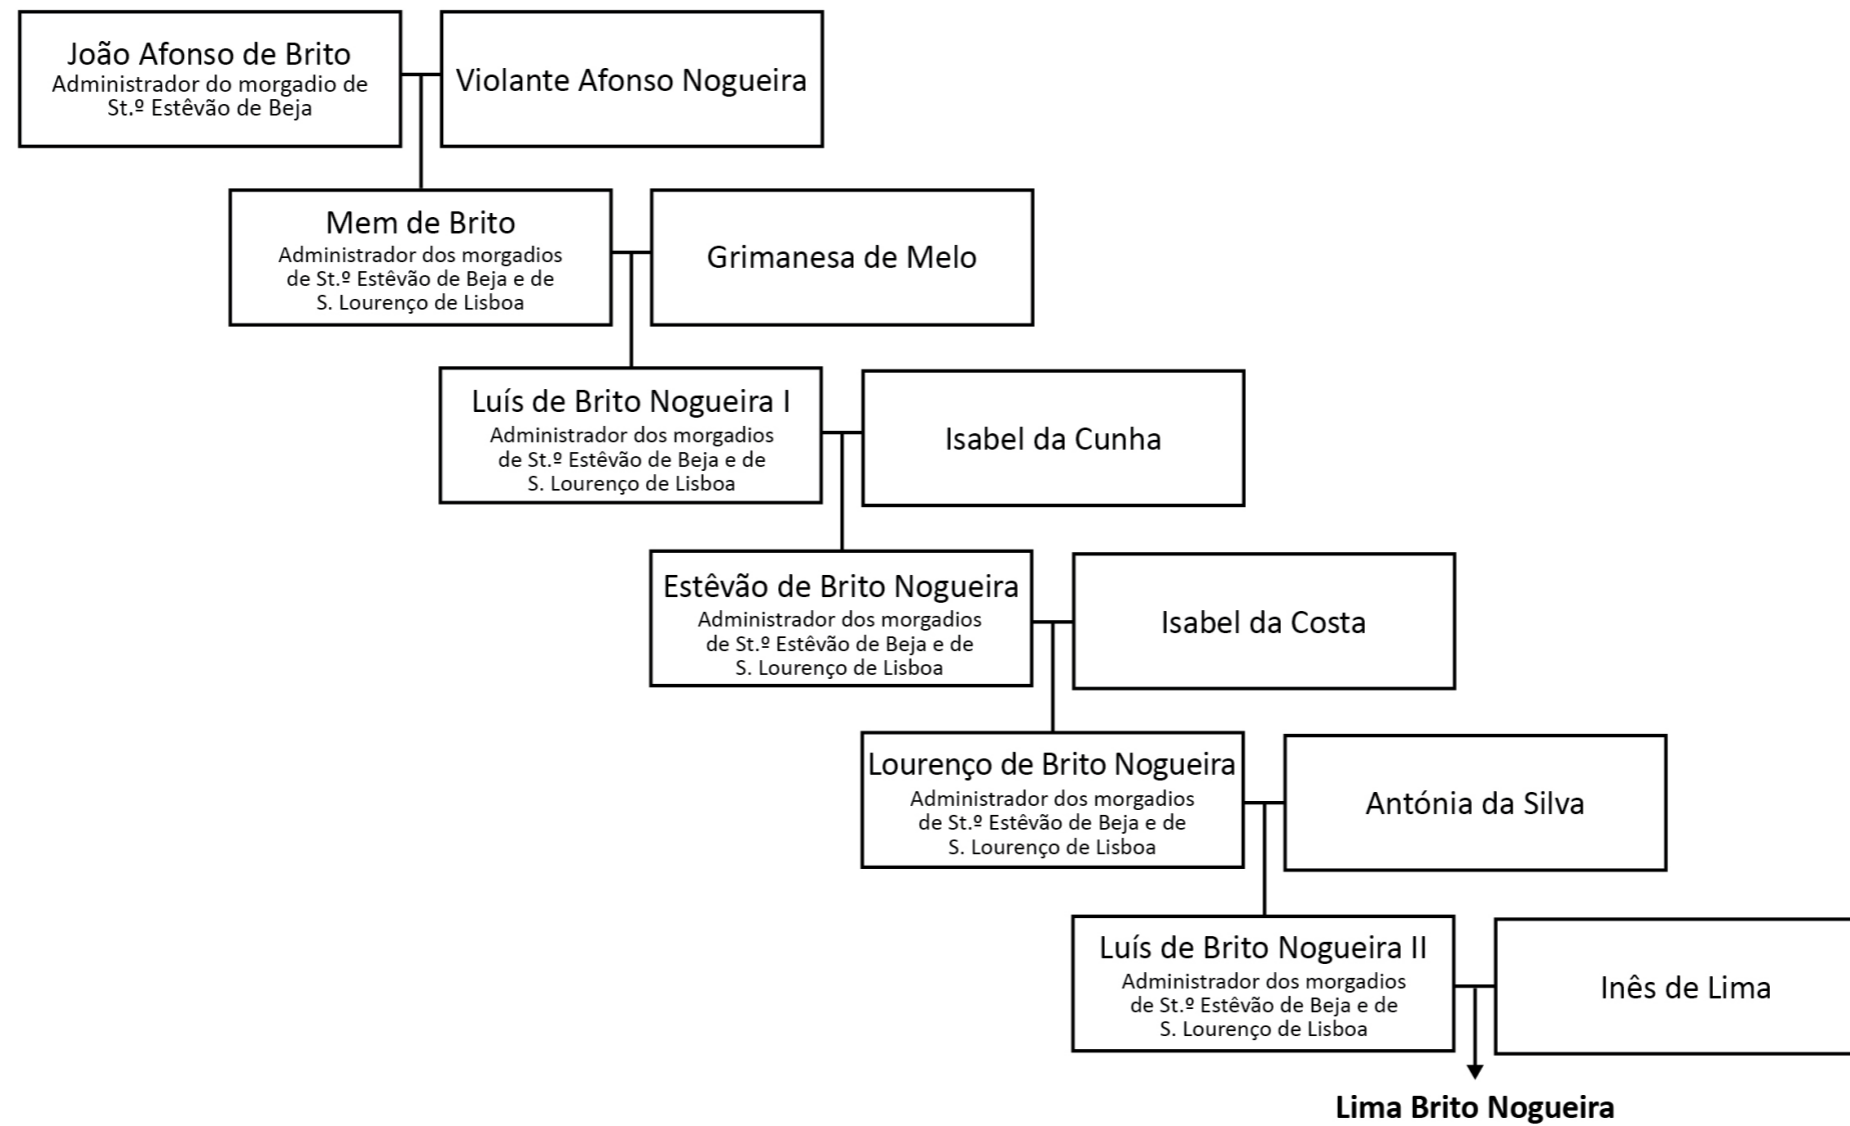 João Afonso de Brito
Administrador do morgadio de
St.º Estêvão de Beja
Violante Afonso Nogueira
Mem de Brito
Administrador dos morgadios
de St.º Estêvão de Beja e de
S. Lourenço de Lisboa
Grimanesa de Melo
Luís de Brito Nogueira I
Administrador dos morgadios
de St.º Estêvão de Beja e de
S. Lourenço de Lisboa
Isabel da Cunha
Estêvão de Brito Nogueira
Administrador dos morgadios
de St.º Estêvão de Beja e de
S. Lourenço de Lisboa
Isabel da Costa
Lourenço de Brito Nogueira
Administrador dos morgadios
de St.º Estêvão de Beja e de
S. Lourenço de Lisboa
Antónia da Silva
Luís de Brito Nogueira II
Administrador dos morgadios
de St.º Estêvão de Beja e de
S. Lourenço de Lisboa
Inês de Lima
Lima Brito Nogueira